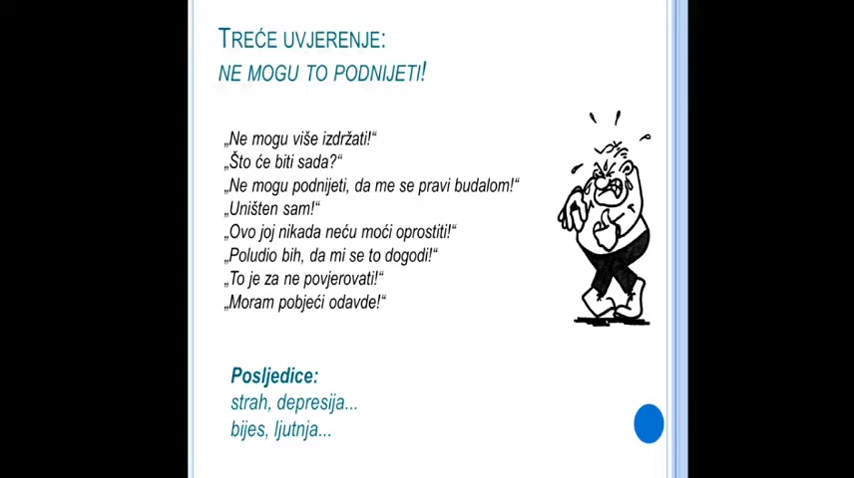 TREĆE UVJERENJE:
NE MOGU TO PODNIJETI!
„Ne mogu više izdržati!“
„Što će biti sada?“
„Ne mogu podnijeti, da me se pravi budalom!“
„Uništen sam!“
„Ovo joj nikada neću moći oprostiti!“
„Poludio bih, da mi se to dogodi!“
„To je za ne povjerovati!“
„Moram pobjeći odavde!“
Posljedice:
strah, depresija...
bijes, ljutnja...